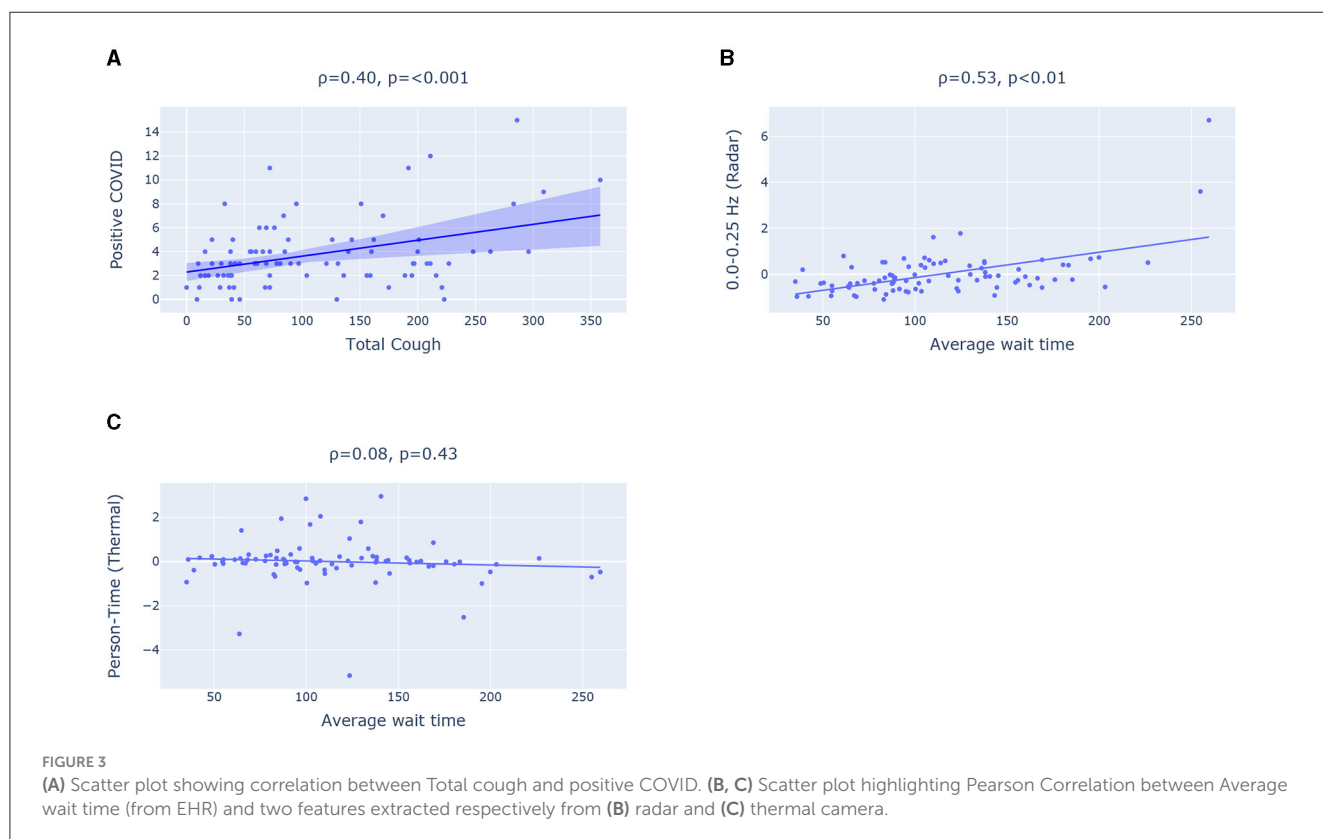 A
ρ=0.40, p=<0.001
Positive COVID
14
12
10
8
6
4
2
0
0 50 100 150 200 250 300 350
Total Cough
B
ρ=0.53, p<0.01
0.0–0.25 Hz (Radar)
6
4
2
0
50 100 150 200 250
Average wait time
C
ρ=0.08, p=0.43
Person-Time (Thermal)
2
0
−2
−4
50 100 150 200 250
Average wait time
FIGURE 3
(A) Scatter plot showing correlation between Total cough and positive COVID. (B, C) Scatter plot highlighting Pearson Correlation between Average
wait time (from EHR) and two features extracted respectively from (B) radar and (C) thermal camera.